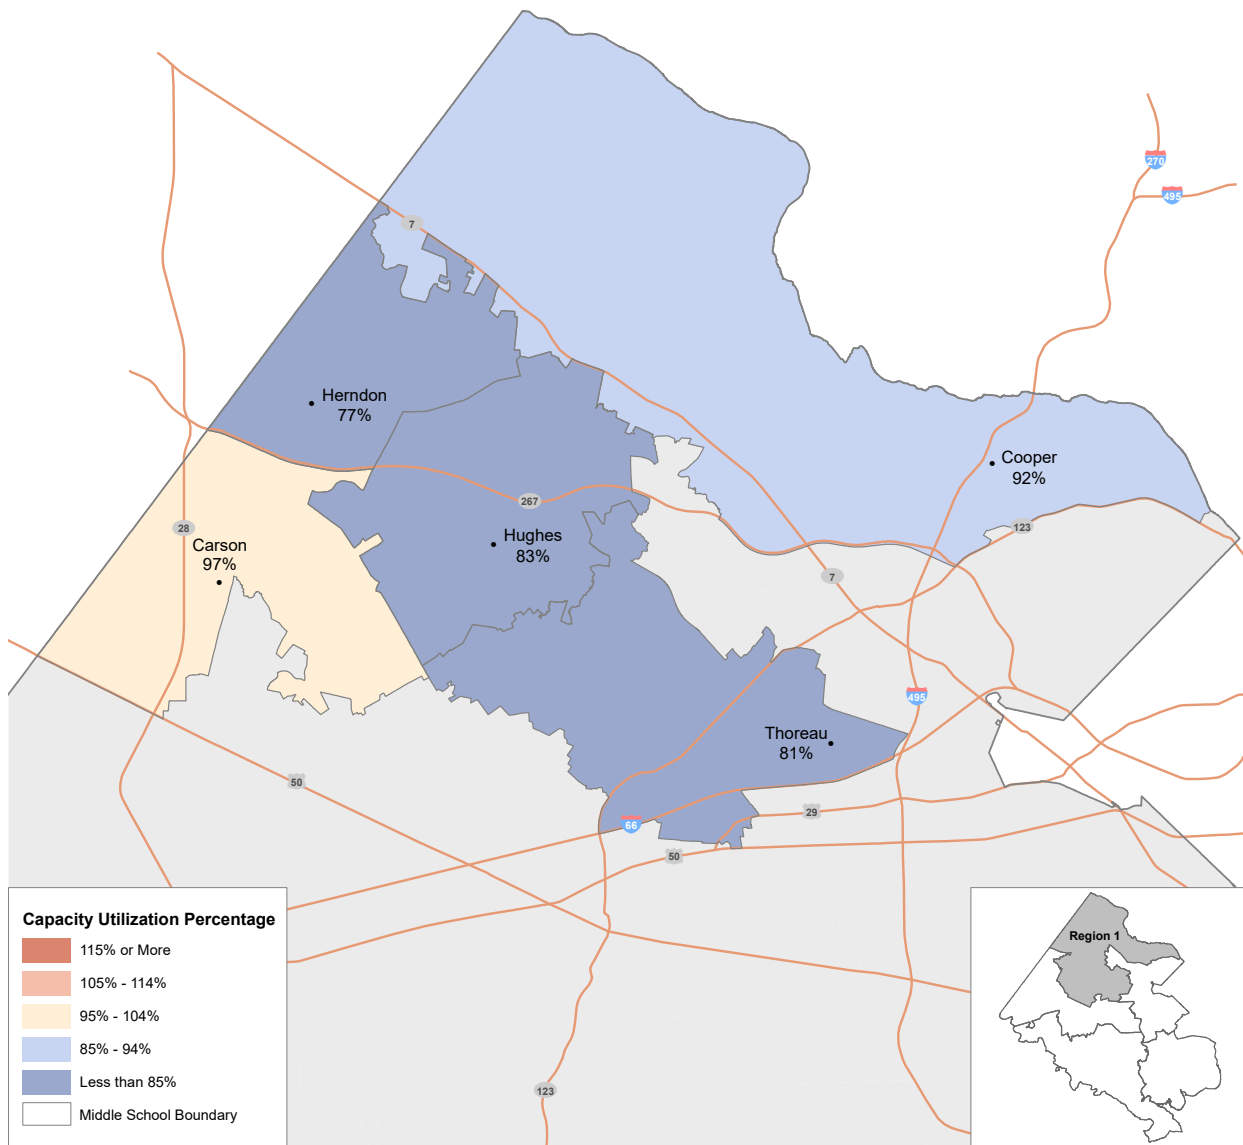 270
495
7
Herndon
77%
Cooper
92%
267
28
123
Hughes
83%
Carson
97%
7
495
Thoreau
81%
50
29
66
50
Capacity Utilization Percentage
115% or More
105% - 114%
95% - 104%
85% - 94%
Less than 85%
Middle School Boundary
Region 1
123